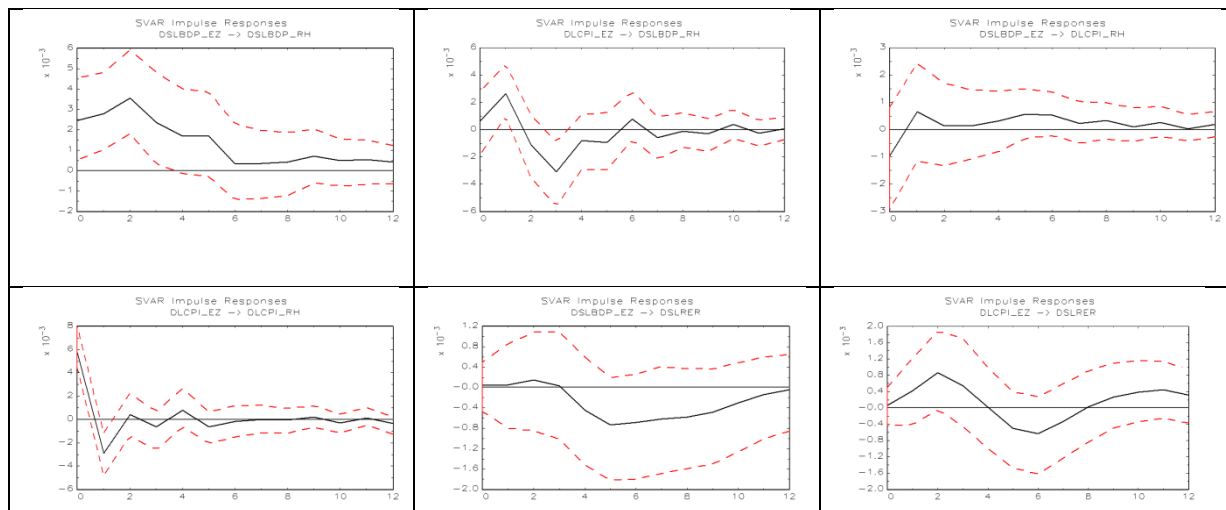 SVAR Impulse Responses
DSLBDP_EZ -> DSLBDP_RH
x 10⁻³
6
5
4
3
2
1
0
−1
−2
0 2 4 6 8 10 12
SVAR Impulse Responses
DLCPI_EZ -> DSLBDP_RH
x 10⁻³
6
4
2
0
−2
−4
−6
0 2 4 6 8 10 12
SVAR Impulse Responses
DSLBDP_EZ -> DLCPI_RH
x 10⁻³
3
2
1
0
−1
−2
−3
0 2 4 6 8 10 12
SVAR Impulse Responses
DLCPI_EZ -> DLCPI_RH
x 10⁻³
8
6
4
2
0
−2
−4
−6
0 2 4 6 8 10 12
SVAR Impulse Responses
DSLBDP_EZ -> DSLRER
x 10⁻³
1.2
0.8
0.4
−0.0
−0.4
−0.8
−1.2
−1.6
−2.0
0 2 4 6 8 10 12
SVAR Impulse Responses
DLCPI_EZ -> DSLRER
x 10⁻³
2.0
1.6
1.2
0.8
0.4
−0.0
−0.4
−0.8
−1.2
−1.6
−2.0
0 2 4 6 8 10 12